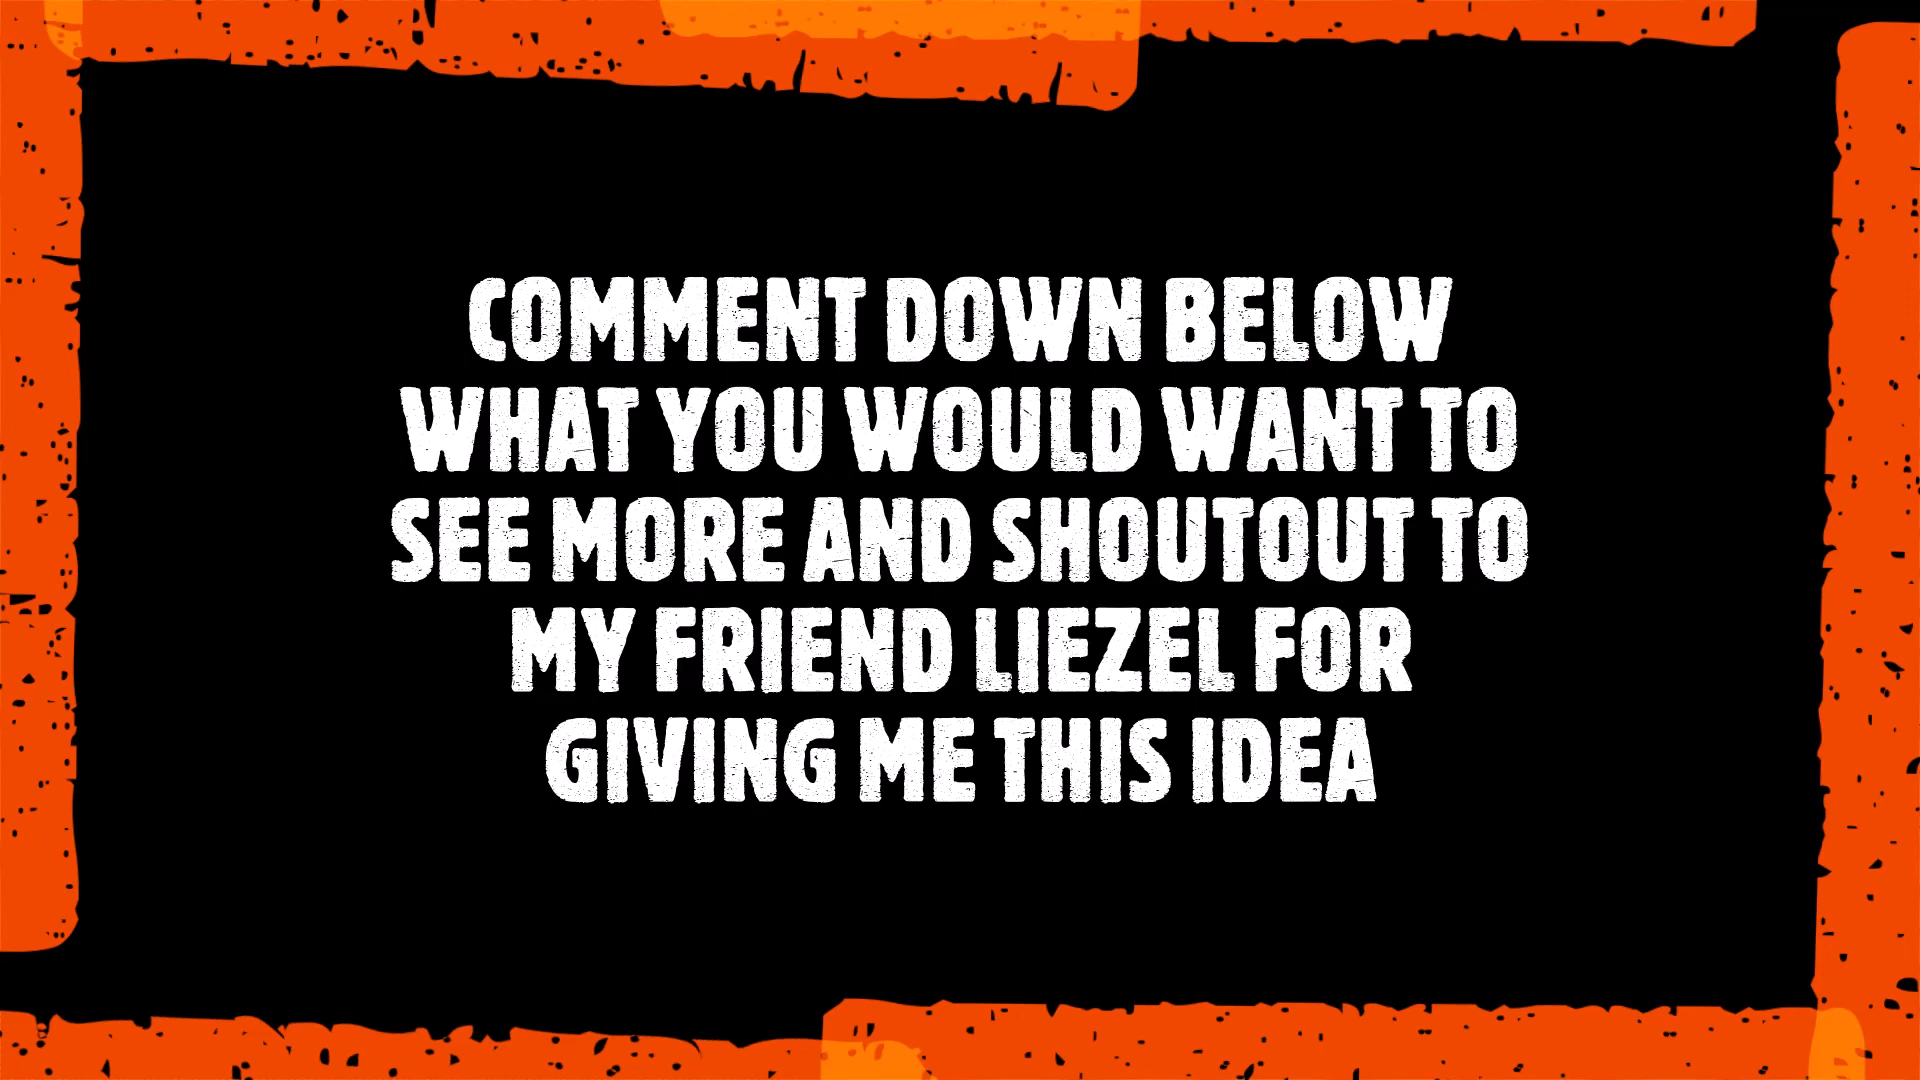 COMMENT DOWN BELOW
WHAT YOU WOULD WANT TO
SEE MORE AND SHOUTOUT TO
MY FRIEND LIEZEL FOR
GIVING ME THIS IDEA